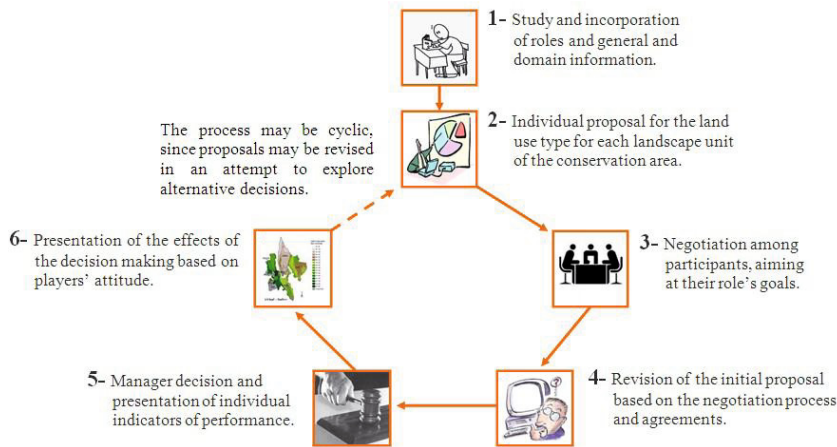 1- Study and incorporation
of roles and general and
domain information.
2- Individual proposal for the land
use type for each landscape unit
of the conservation area.
The process may be cyclic,
since proposals may be revised
in an attempt to explore
alternative decisions.
3- Negotiation among
participants, aiming
at their role's goals.
4- Revision of the initial proposal
based on the negotiation process
and agreements.
5- Manager decision and
presentation of individual
indicators of performance.
6- Presentation of the effects of
the decision making based on
players' attitude.